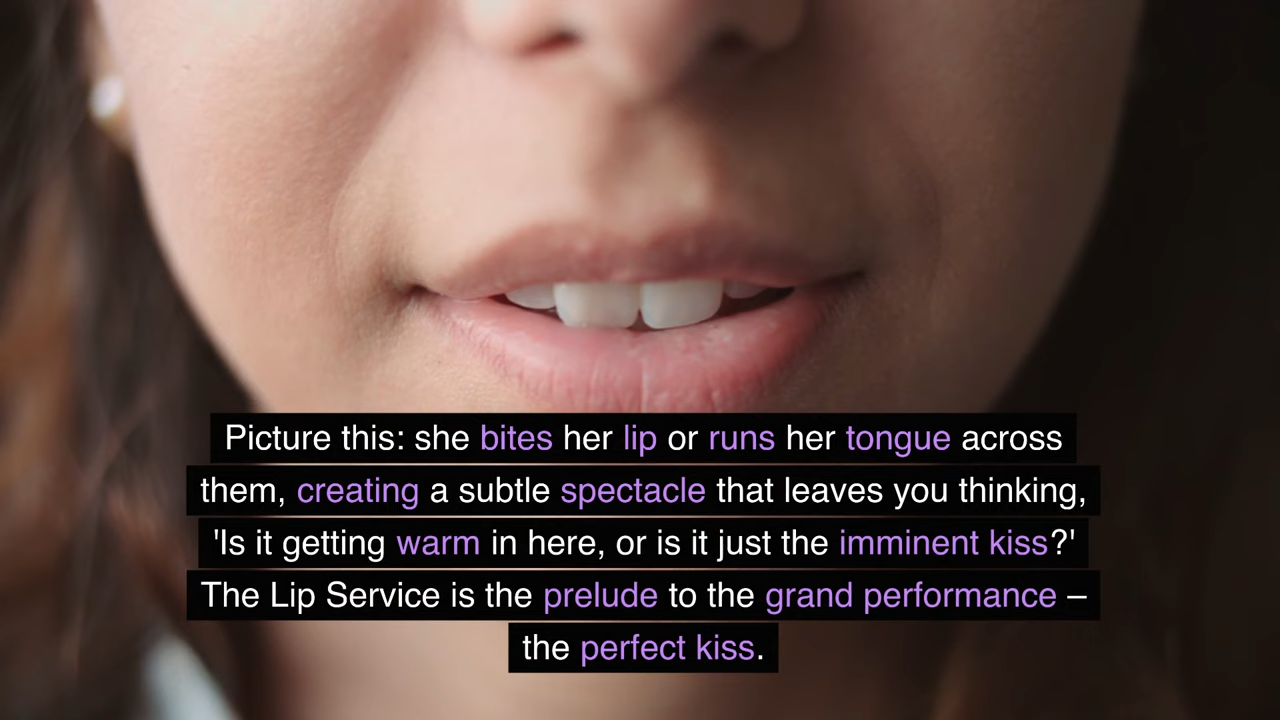 Picture this: she bites her lip or runs her tongue across
them, creating a subtle spectacle that leaves you thinking,
'Is it getting warm in here, or is it just the imminent kiss?'
The Lip Service is the prelude to the grand performance –
the perfect kiss.